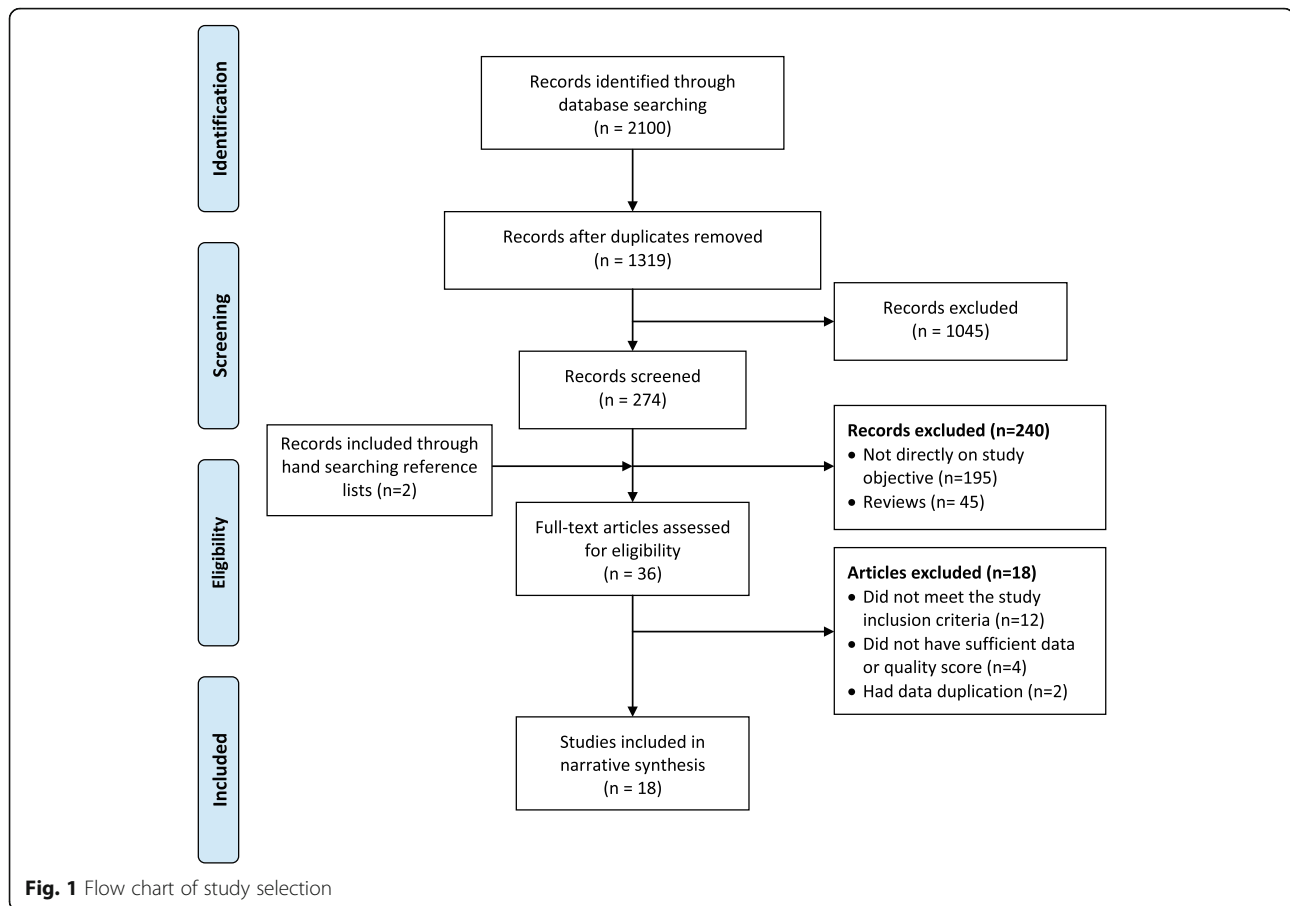 Identification
Records identified through
database searching
(n = 2100)
Records after duplicates removed
(n = 1319)
Screening
Records excluded
(n = 1045)
Records screened
(n = 274)
Records included through
hand searching reference
lists (n=2)
Records excluded (n=240)
• Not directly on study
objective (n=195)
• Reviews (n= 45)
Eligibility
Full-text articles assessed
for eligibility
(n = 36)
Articles excluded (n=18)
• Did not meet the study
inclusion criteria (n=12)
• Did not have sufficient data
or quality score (n=4)
• Had data duplication (n=2)
Included
Studies included in
narrative synthesis
(n = 18)
Fig. 1 Flow chart of study selection